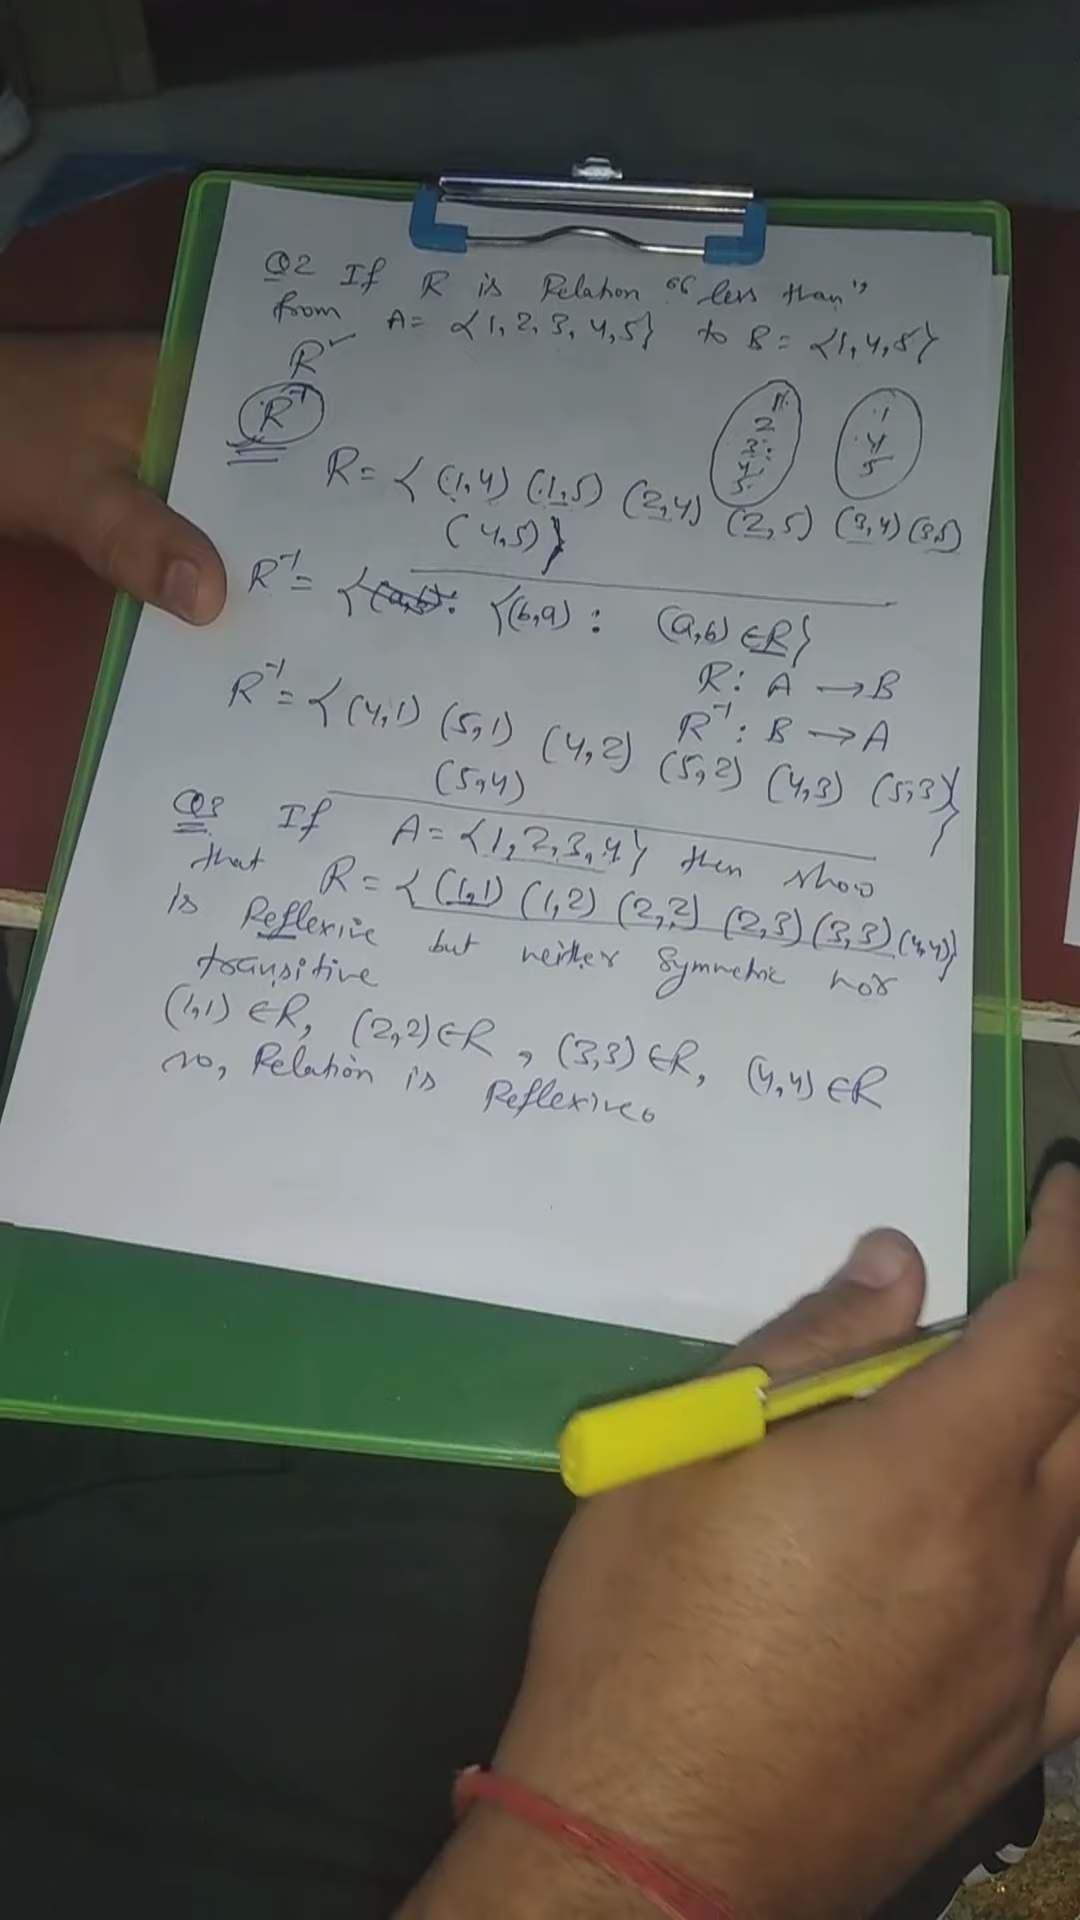 Q2 If R is Relation "less than"
from A = {1, 2, 3, 4, 5} to B = {1, 4, 5}
R ✓
R⁻¹
1
2
3
4
5
1
4
5
R = { (1,4) (1,5) (2,4) (2,5) (3,4) (3,5)
(4,5)}
R⁻¹ = {(a,b): {(b,a) : (a,b) ∈ R}
R : A → B
R⁻¹ : B → A
R⁻¹ = { (4,1) (5,1) (4,2) (5,2) (4,3) (5,3)
(5,4) }
Q3 If A = {1, 2, 3, 4} then show
that R = { (1,1) (1,2) (2,2) (2,3) (3,3) (4,4)}
is Reflexive but neither Symmetric nor
transitive
(1,1) ∈ R, (2,2) ∈ R, (3,3) ∈ R, (4,4) ∈ R
so, Relation is Reflexive.